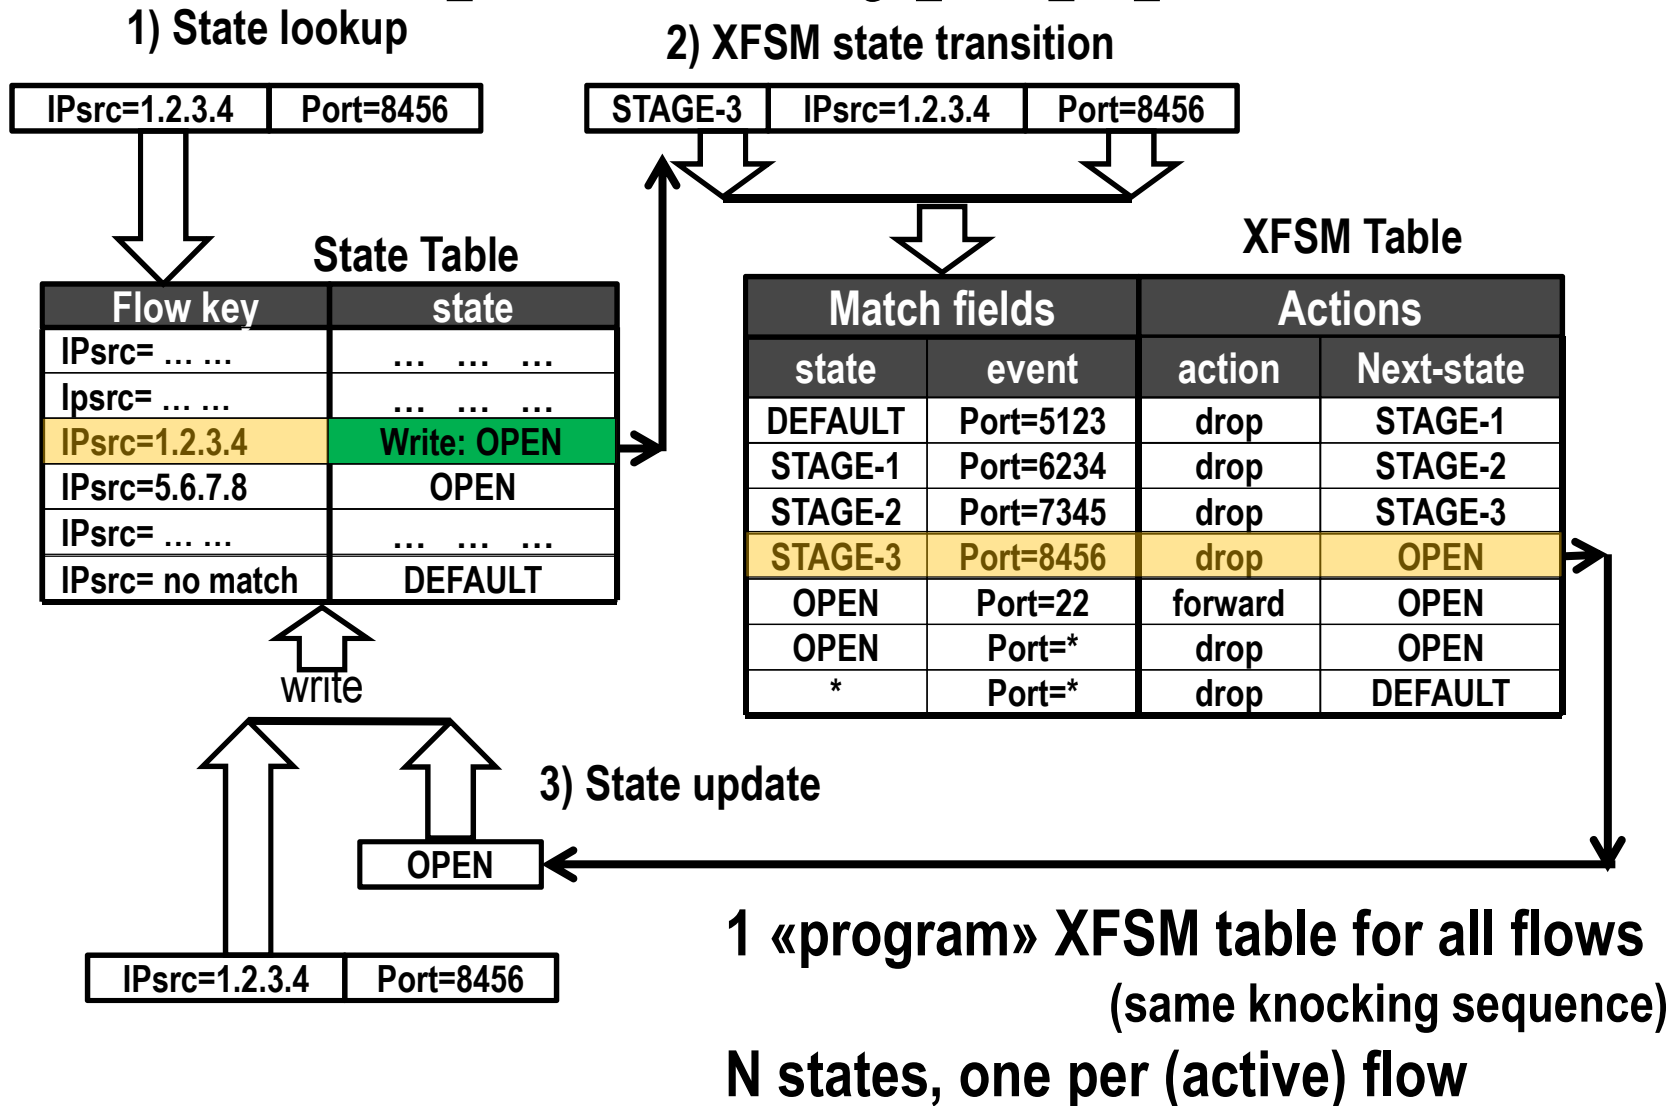 1) State lookup
2) XFSM state transition
IPsrc=1.2.3.4 Port=8456
STAGE-3 IPsrc=1.2.3.4 Port=8456
State Table
Flow key state
IPsrc= … … … … …
Ipsrc= … … … … …
IPsrc=1.2.3.4 Write: OPEN
IPsrc=5.6.7.8 OPEN
IPsrc= … … … … …
IPsrc= no match DEFAULT
write
XFSM Table
Match fields Actions
state event action Next-state
DEFAULT Port=5123 drop STAGE-1
STAGE-1 Port=6234 drop STAGE-2
STAGE-2 Port=7345 drop STAGE-3
STAGE-3 Port=8456 drop OPEN
OPEN Port=22 forward OPEN
OPEN Port=* drop OPEN
* Port=* drop DEFAULT
3) State update
OPEN
IPsrc=1.2.3.4 Port=8456
1 «program» XFSM table for all flows
(same knocking sequence)
N states, one per (active) flow